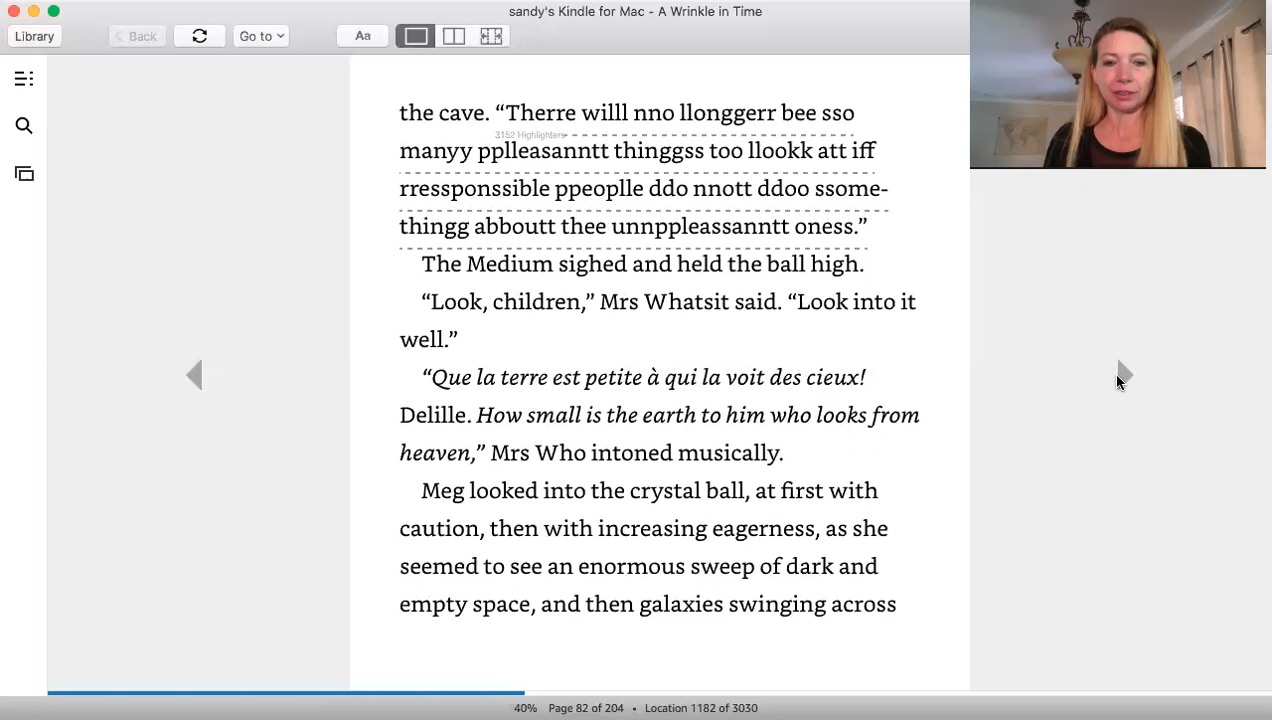 sandy's Kindle for Mac - A Wrinkle in Time
Library
Back
Go to
Aa
the cave. “Therre willl nno llonggerr bee sso
3152 Highlighters
manyy pplleasanntt thinggss too llookk att iff
rressponssible ppeoplle ddo nnott ddoo ssome-
thingg abboutt thee unnppleassanntt oness.”
The Medium sighed and held the ball high.
“Look, children,” Mrs Whatsit said. “Look into it
well.”
“Que la terre est petite à qui la voit des cieux!
Delille. How small is the earth to him who looks from
heaven,” Mrs Who intoned musically.
Meg looked into the crystal ball, at first with
caution, then with increasing eagerness, as she
seemed to see an enormous sweep of dark and
empty space, and then galaxies swinging across
40% Page 82 of 204 • Location 1182 of 3030